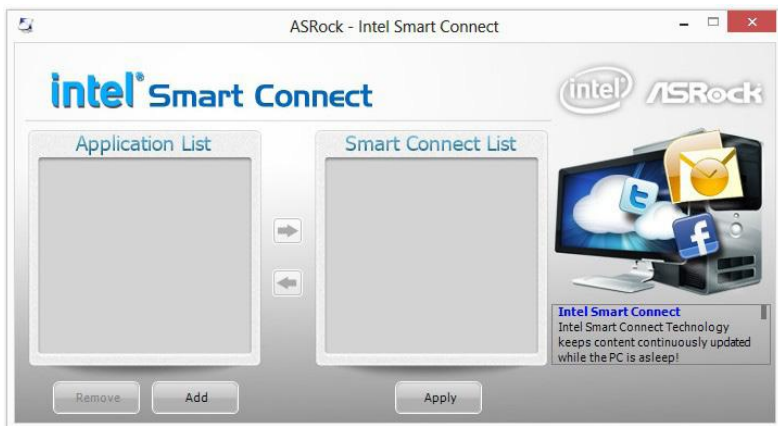 ASRock - Intel Smart Connect
intel® Smart Connect
intel® ASRock
Application List
Smart Connect List
Intel Smart Connect
Intel Smart Connect Technology
keeps content continuously updated
while the PC is asleep!
Remove
Add
Apply